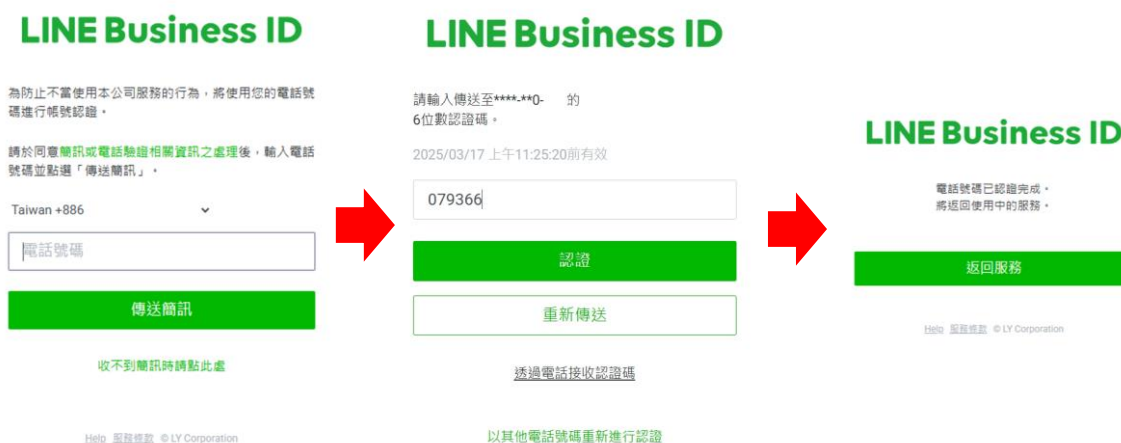 LINE Business ID
為防止不當使用本公司服務的行為，將使用您的電話號
碼進行帳號認證。
請於同意簡訊或電話驗證相關資訊之處理後，輸入電話
號碼並點選「傳送簡訊」。
Taiwan +886
電話號碼
傳送簡訊
收不到簡訊時請點此處
Help 服務條款 © LY Corporation
LINE Business ID
請輸入傳送至****-**0- 的
6位數認證碼。
2025/03/17 上午11:25:20前有效
079366
認證
重新傳送
透過電話接收認證碼
以其他電話號碼重新進行認證
LINE Business ID
電話號碼已認證完成。
將返回使用中的服務。
返回服務
Help 服務條款 © LY Corporation